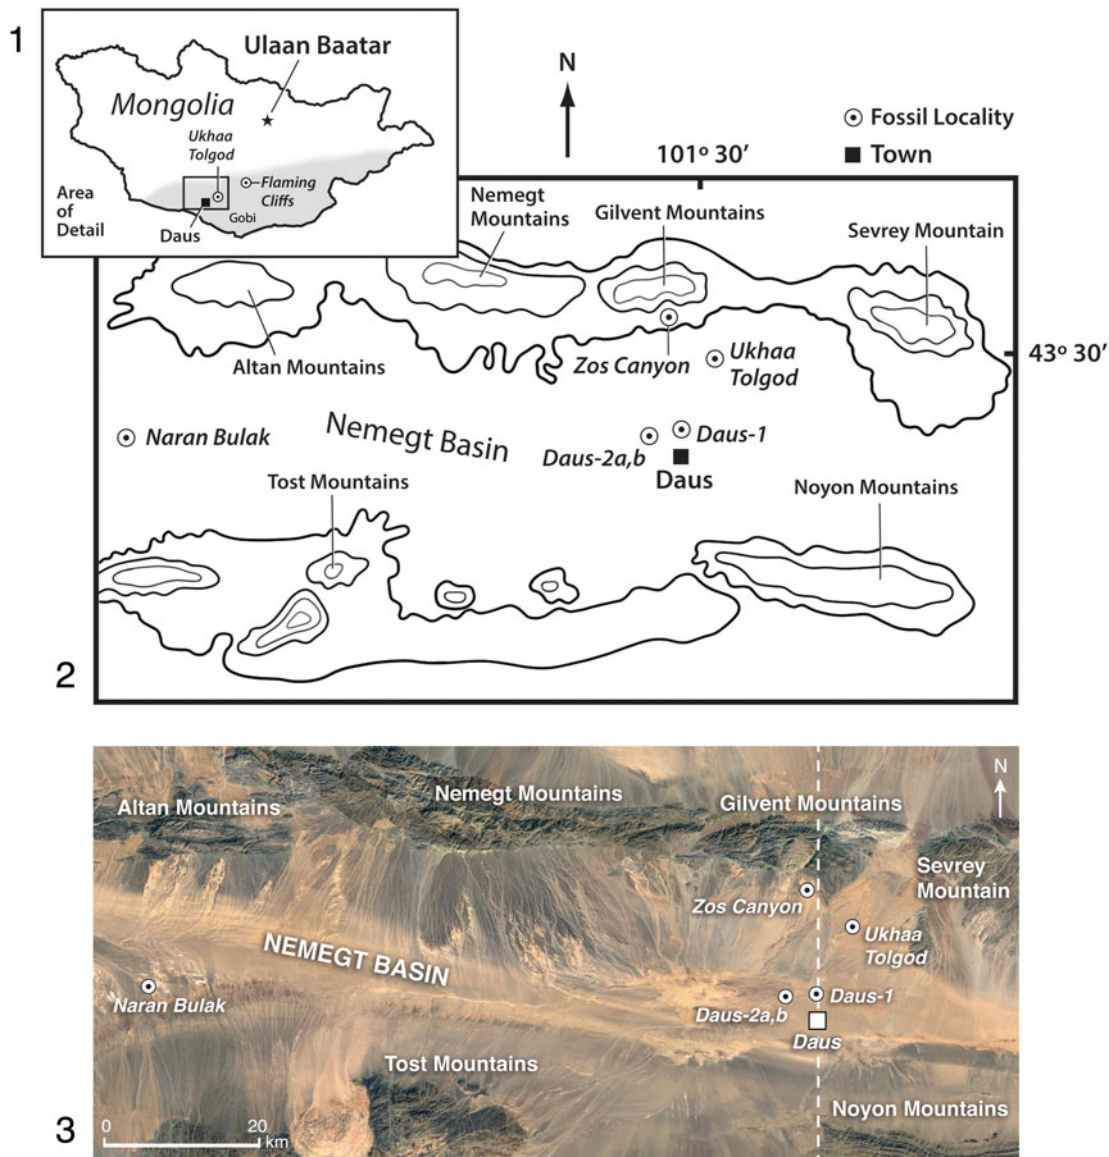 1
Ulaan Baatar
Mongolia
Ukhaa
Tolgod
Flaming
Cliffs
Area
of
Detail
Daus
Gobi
N
Fossil Locality
Town
101º 30′
Nemegt
Mountains
Gilvent Mountains
Sevrey Mountain
43º 30′
Altan Mountains
Zos Canyon
Ukhaa
Tolgod
Naran Bulak
Nemegt Basin
Daus-1
Daus-2a,b
Daus
Tost Mountains
Noyon Mountains
2
N
Altan Mountains
Nemegt Mountains
Gilvent Mountains
Sevrey
Mountain
Zos Canyon
Ukhaa
Tolgod
NEMEGT BASIN
Naran Bulak
Daus-1
Daus-2a,b
Daus
Tost Mountains
Noyon Mountains
0 20
km
3